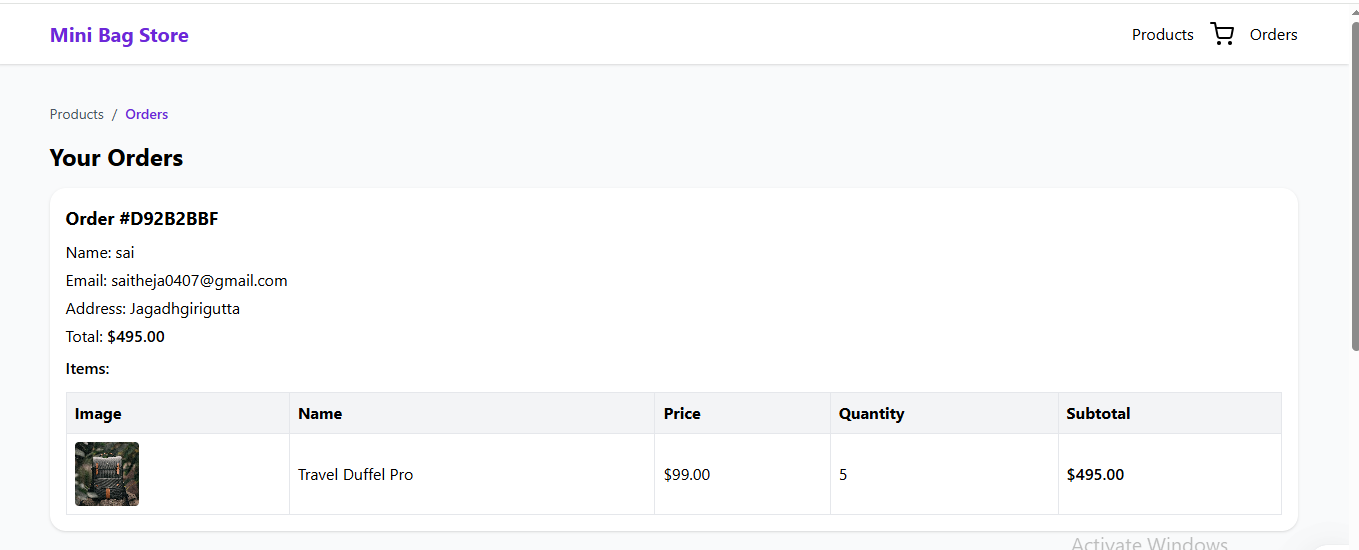 Mini Bag Store
Products Orders
Products / Orders
Your Orders
Order #D92B2BBF
Name: sai
Email: saitheja0407@gmail.com
Address: Jagadhgirigutta
Total: $495.00
Items:
Image Name Price Quantity Subtotal
Travel Duffel Pro $99.00 5 $495.00
Activate Windows